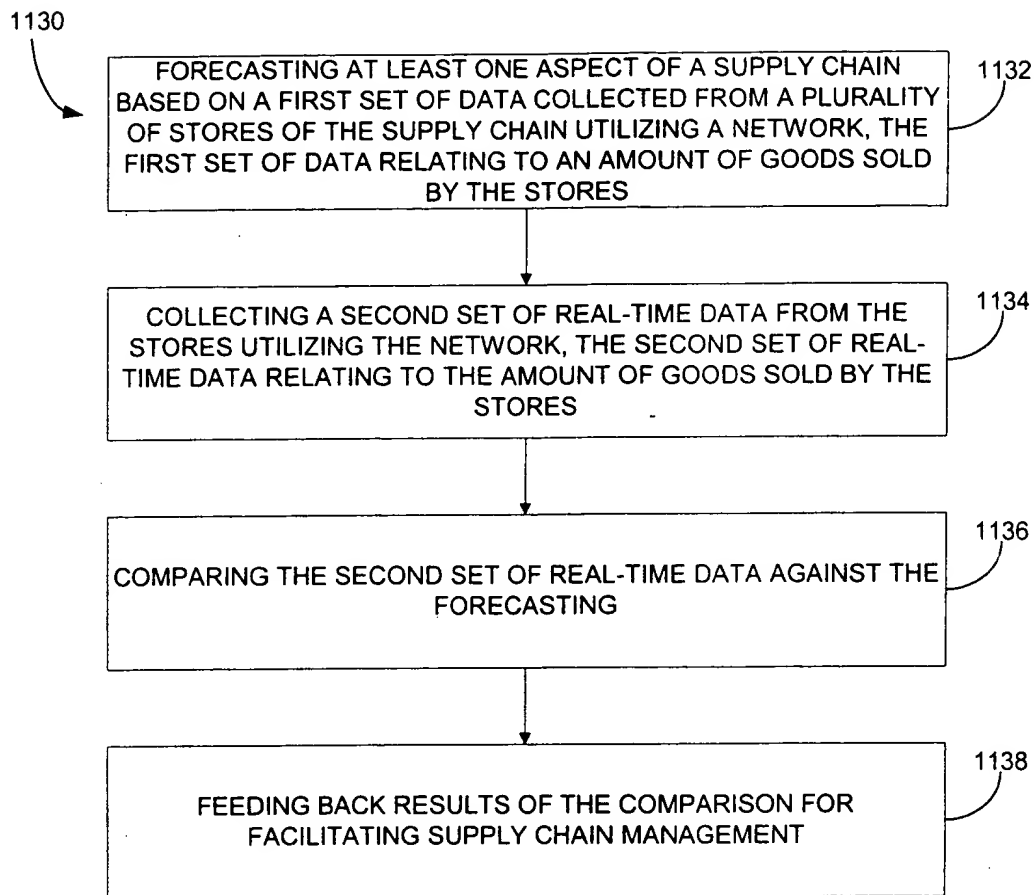 1130
FORECASTING AT LEAST ONE ASPECT OF A SUPPLY CHAIN
BASED ON A FIRST SET OF DATA COLLECTED FROM A PLURALITY
OF STORES OF THE SUPPLY CHAIN UTILIZING A NETWORK, THE
FIRST SET OF DATA RELATING TO AN AMOUNT OF GOODS SOLD
BY THE STORES
1132
COLLECTING A SECOND SET OF REAL-TIME DATA FROM THE
STORES UTILIZING THE NETWORK, THE SECOND SET OF REAL-
TIME DATA RELATING TO THE AMOUNT OF GOODS SOLD BY THE
STORES
1134
COMPARING THE SECOND SET OF REAL-TIME DATA AGAINST THE
FORECASTING
1136
FEEDING BACK RESULTS OF THE COMPARISON FOR
FACILITATING SUPPLY CHAIN MANAGEMENT
1138